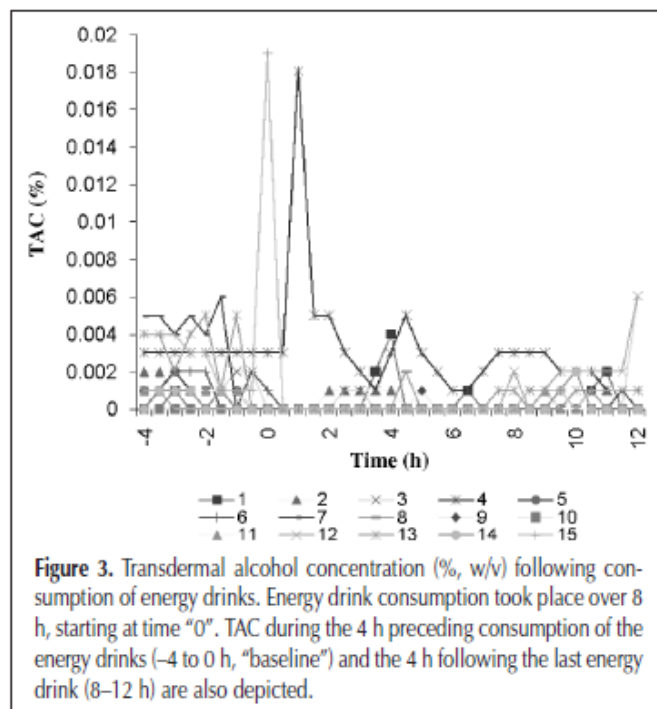 0.02
0.018
0.016
0.014
0.012
0.01
0.008
0.006
0.004
0.002
0
TAC (%)
-4 -2 0 2 4 6 8 10 12
Time (h)
1 2 3 4 5
6 7 8 9 10
11 12 13 14 15
Figure 3. Transdermal alcohol concentration (%, w/v) following con-
sumption of energy drinks. Energy drink consumption took place over 8
h, starting at time “0”. TAC during the 4 h preceding consumption of the
energy drinks (–4 to 0 h, “baseline”) and the 4 h following the last energy
drink (8–12 h) are also depicted.